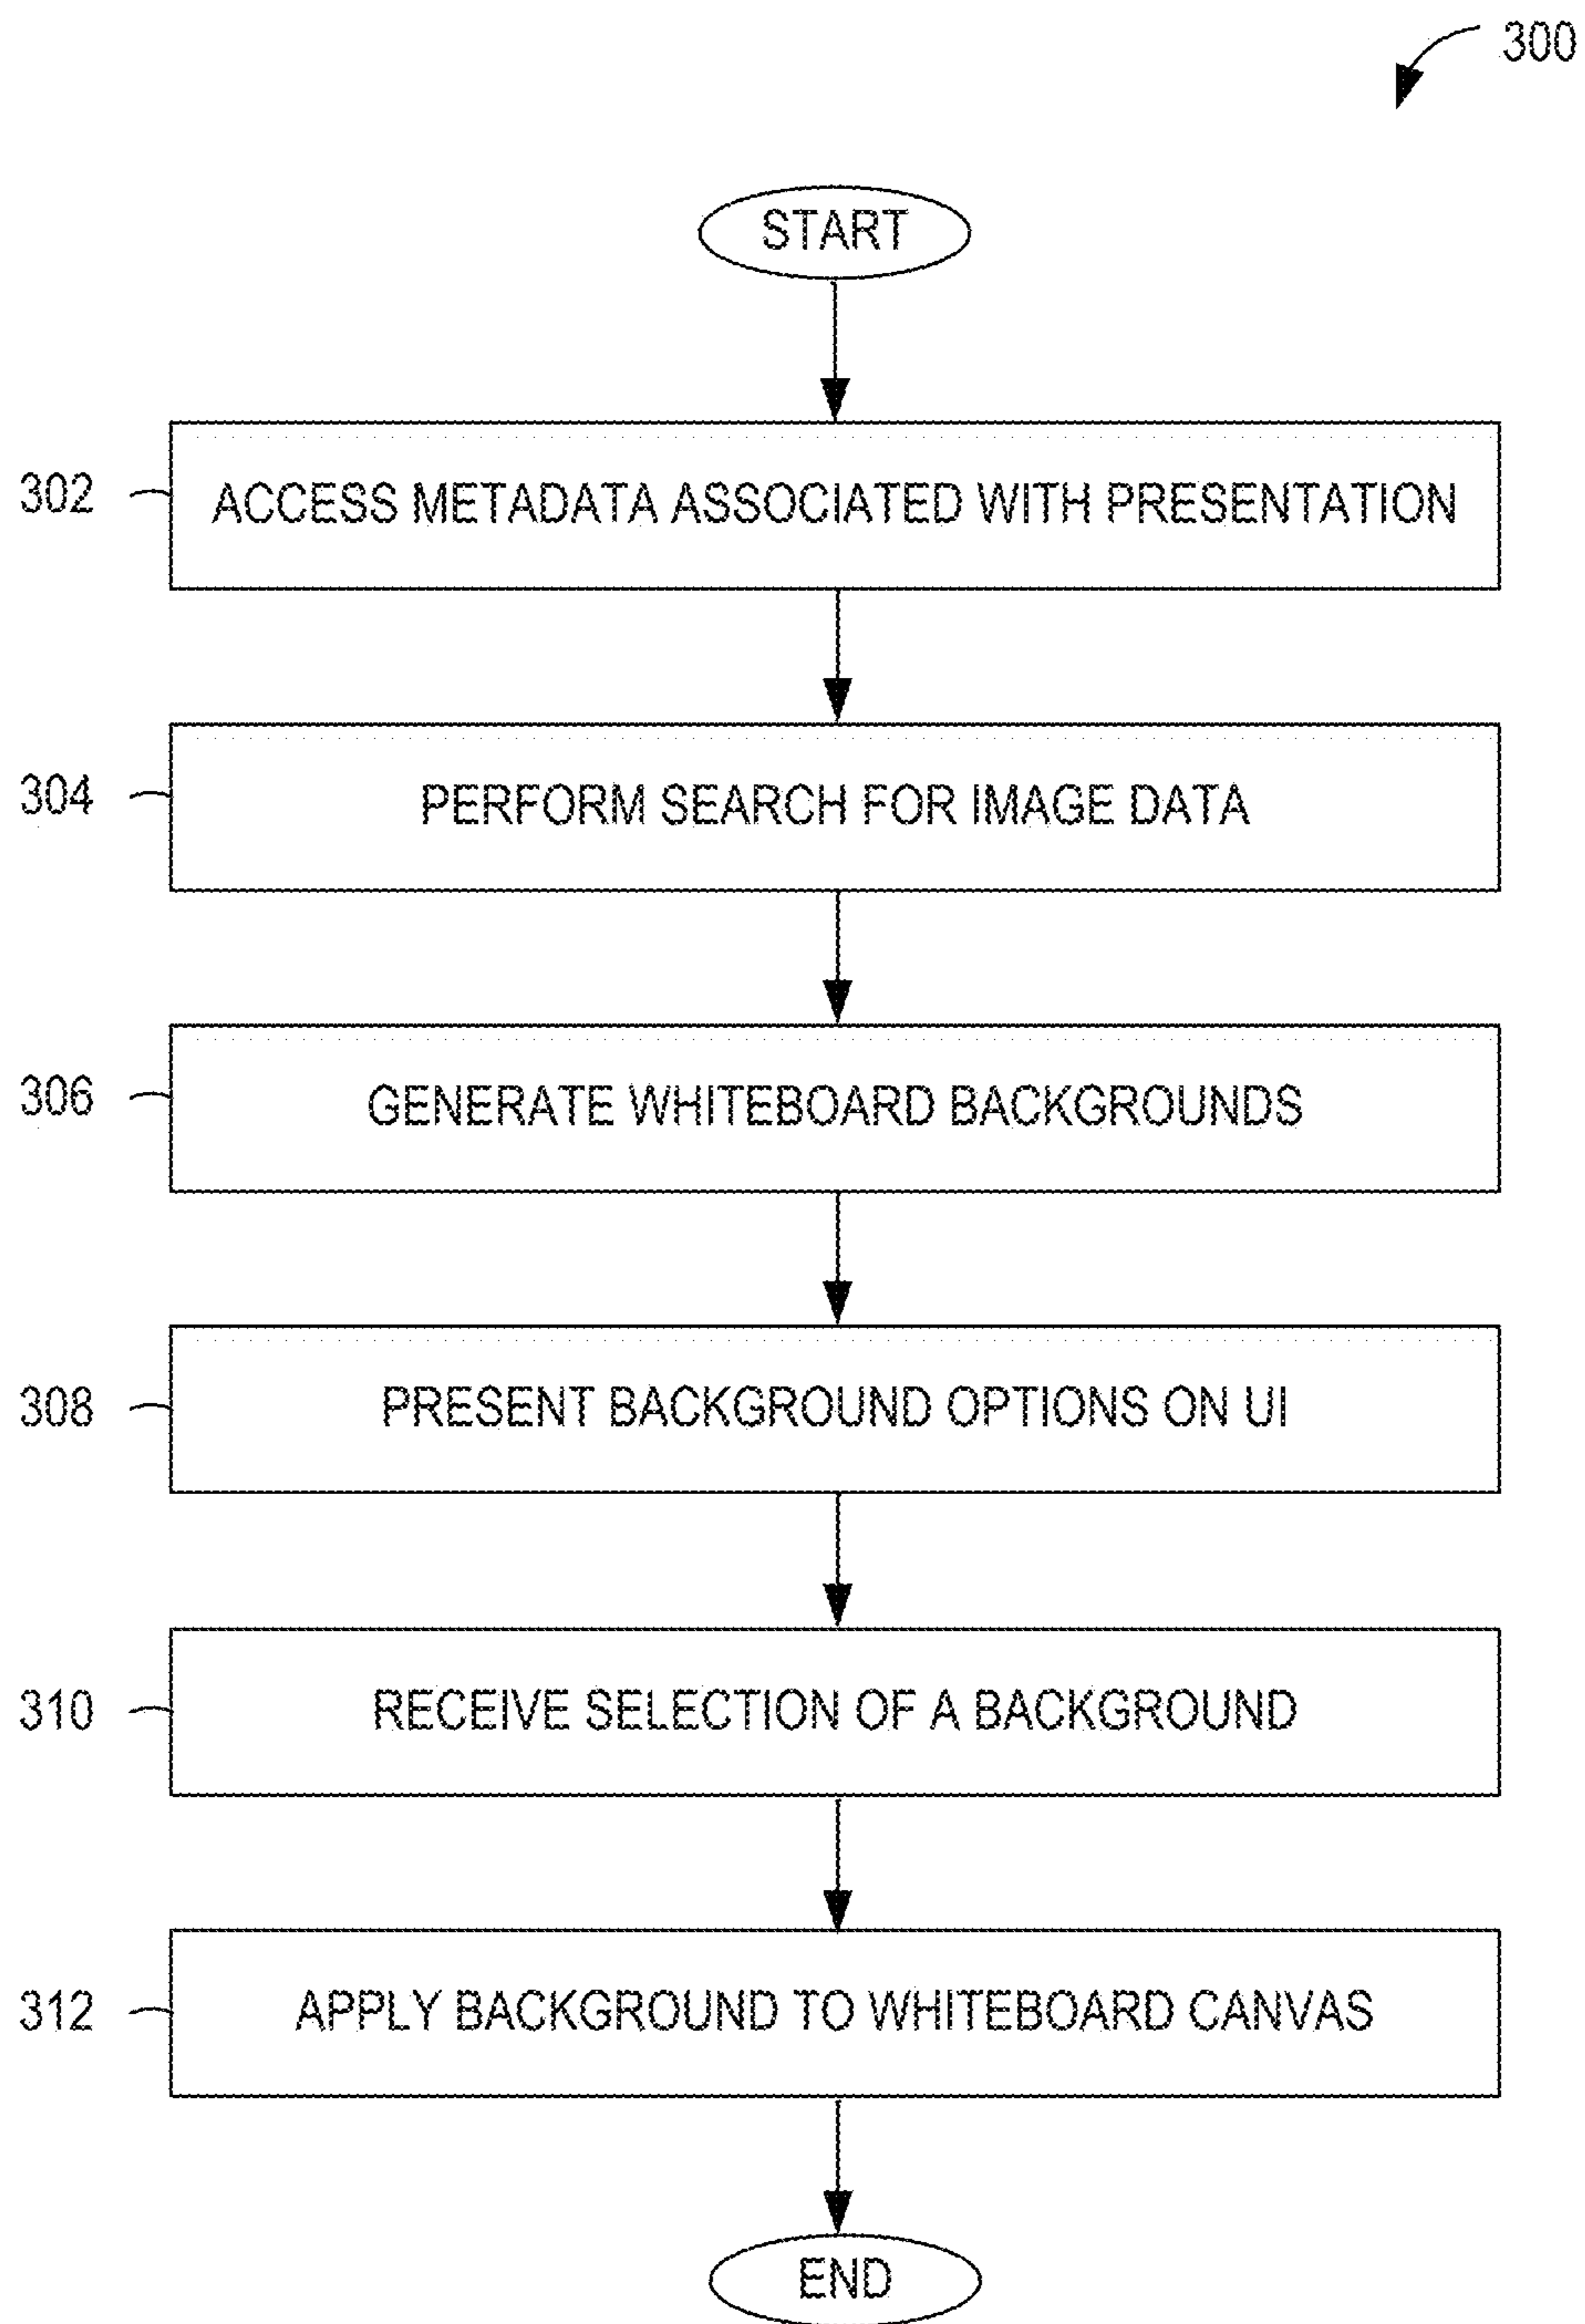 300
START
302 ACCESS METADATA ASSOCIATED WITH PRESENTATION
304 PERFORM SEARCH FOR IMAGE DATA
306 GENERATE WHITEBOARD BACKGROUNDS
308 PRESENT BACKGROUND OPTIONS ON UI
310 RECEIVE SELECTION OF A BACKGROUND
312 APPLY BACKGROUND TO WHITEBOARD CANVAS
END